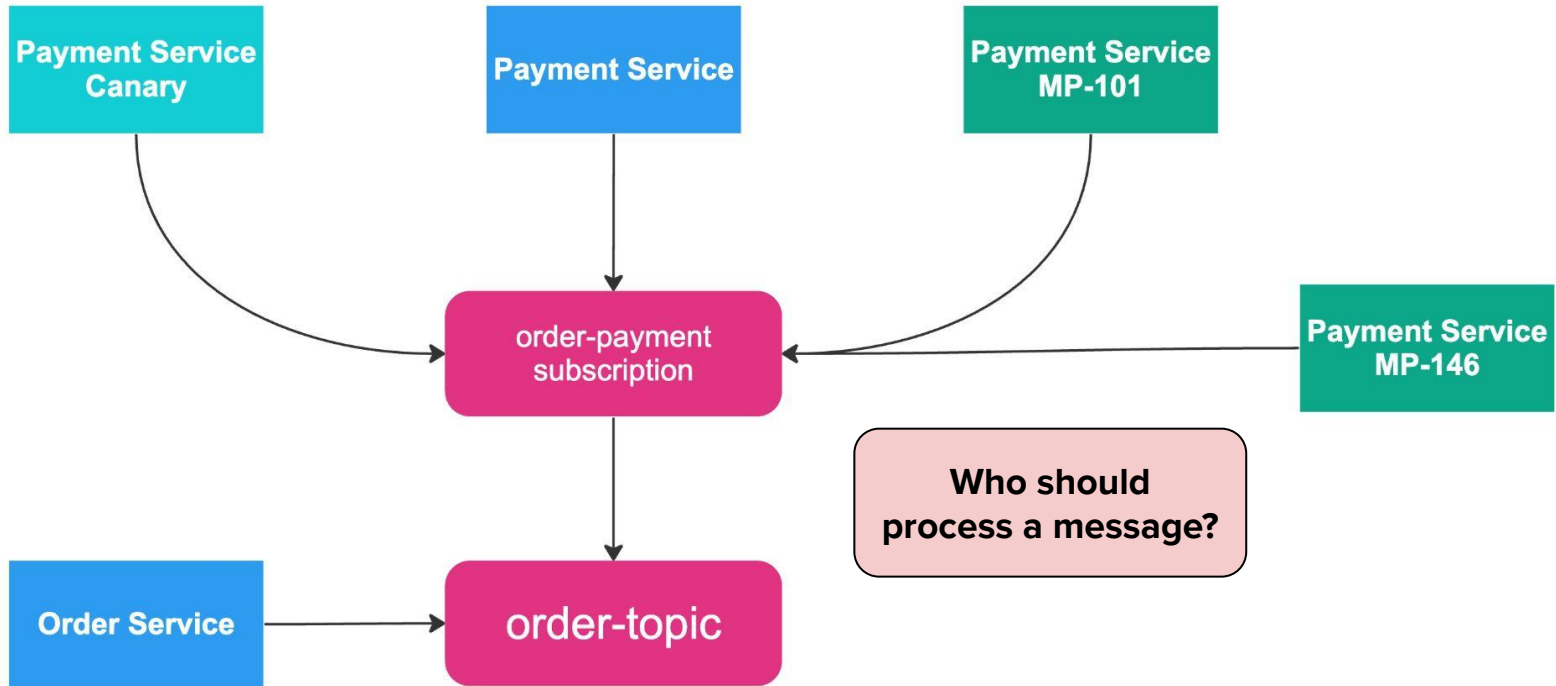 Payment Service
Canary
Payment Service
Payment Service
MP-101
order-payment
subscription
Payment Service
MP-146
Who should
process a message?
Order Service
order-topic